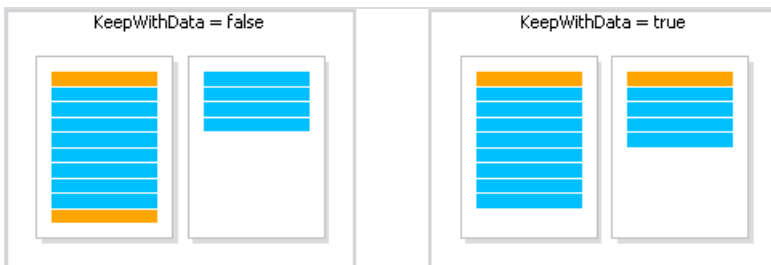 KeepWithData = false
KeepWithData = true